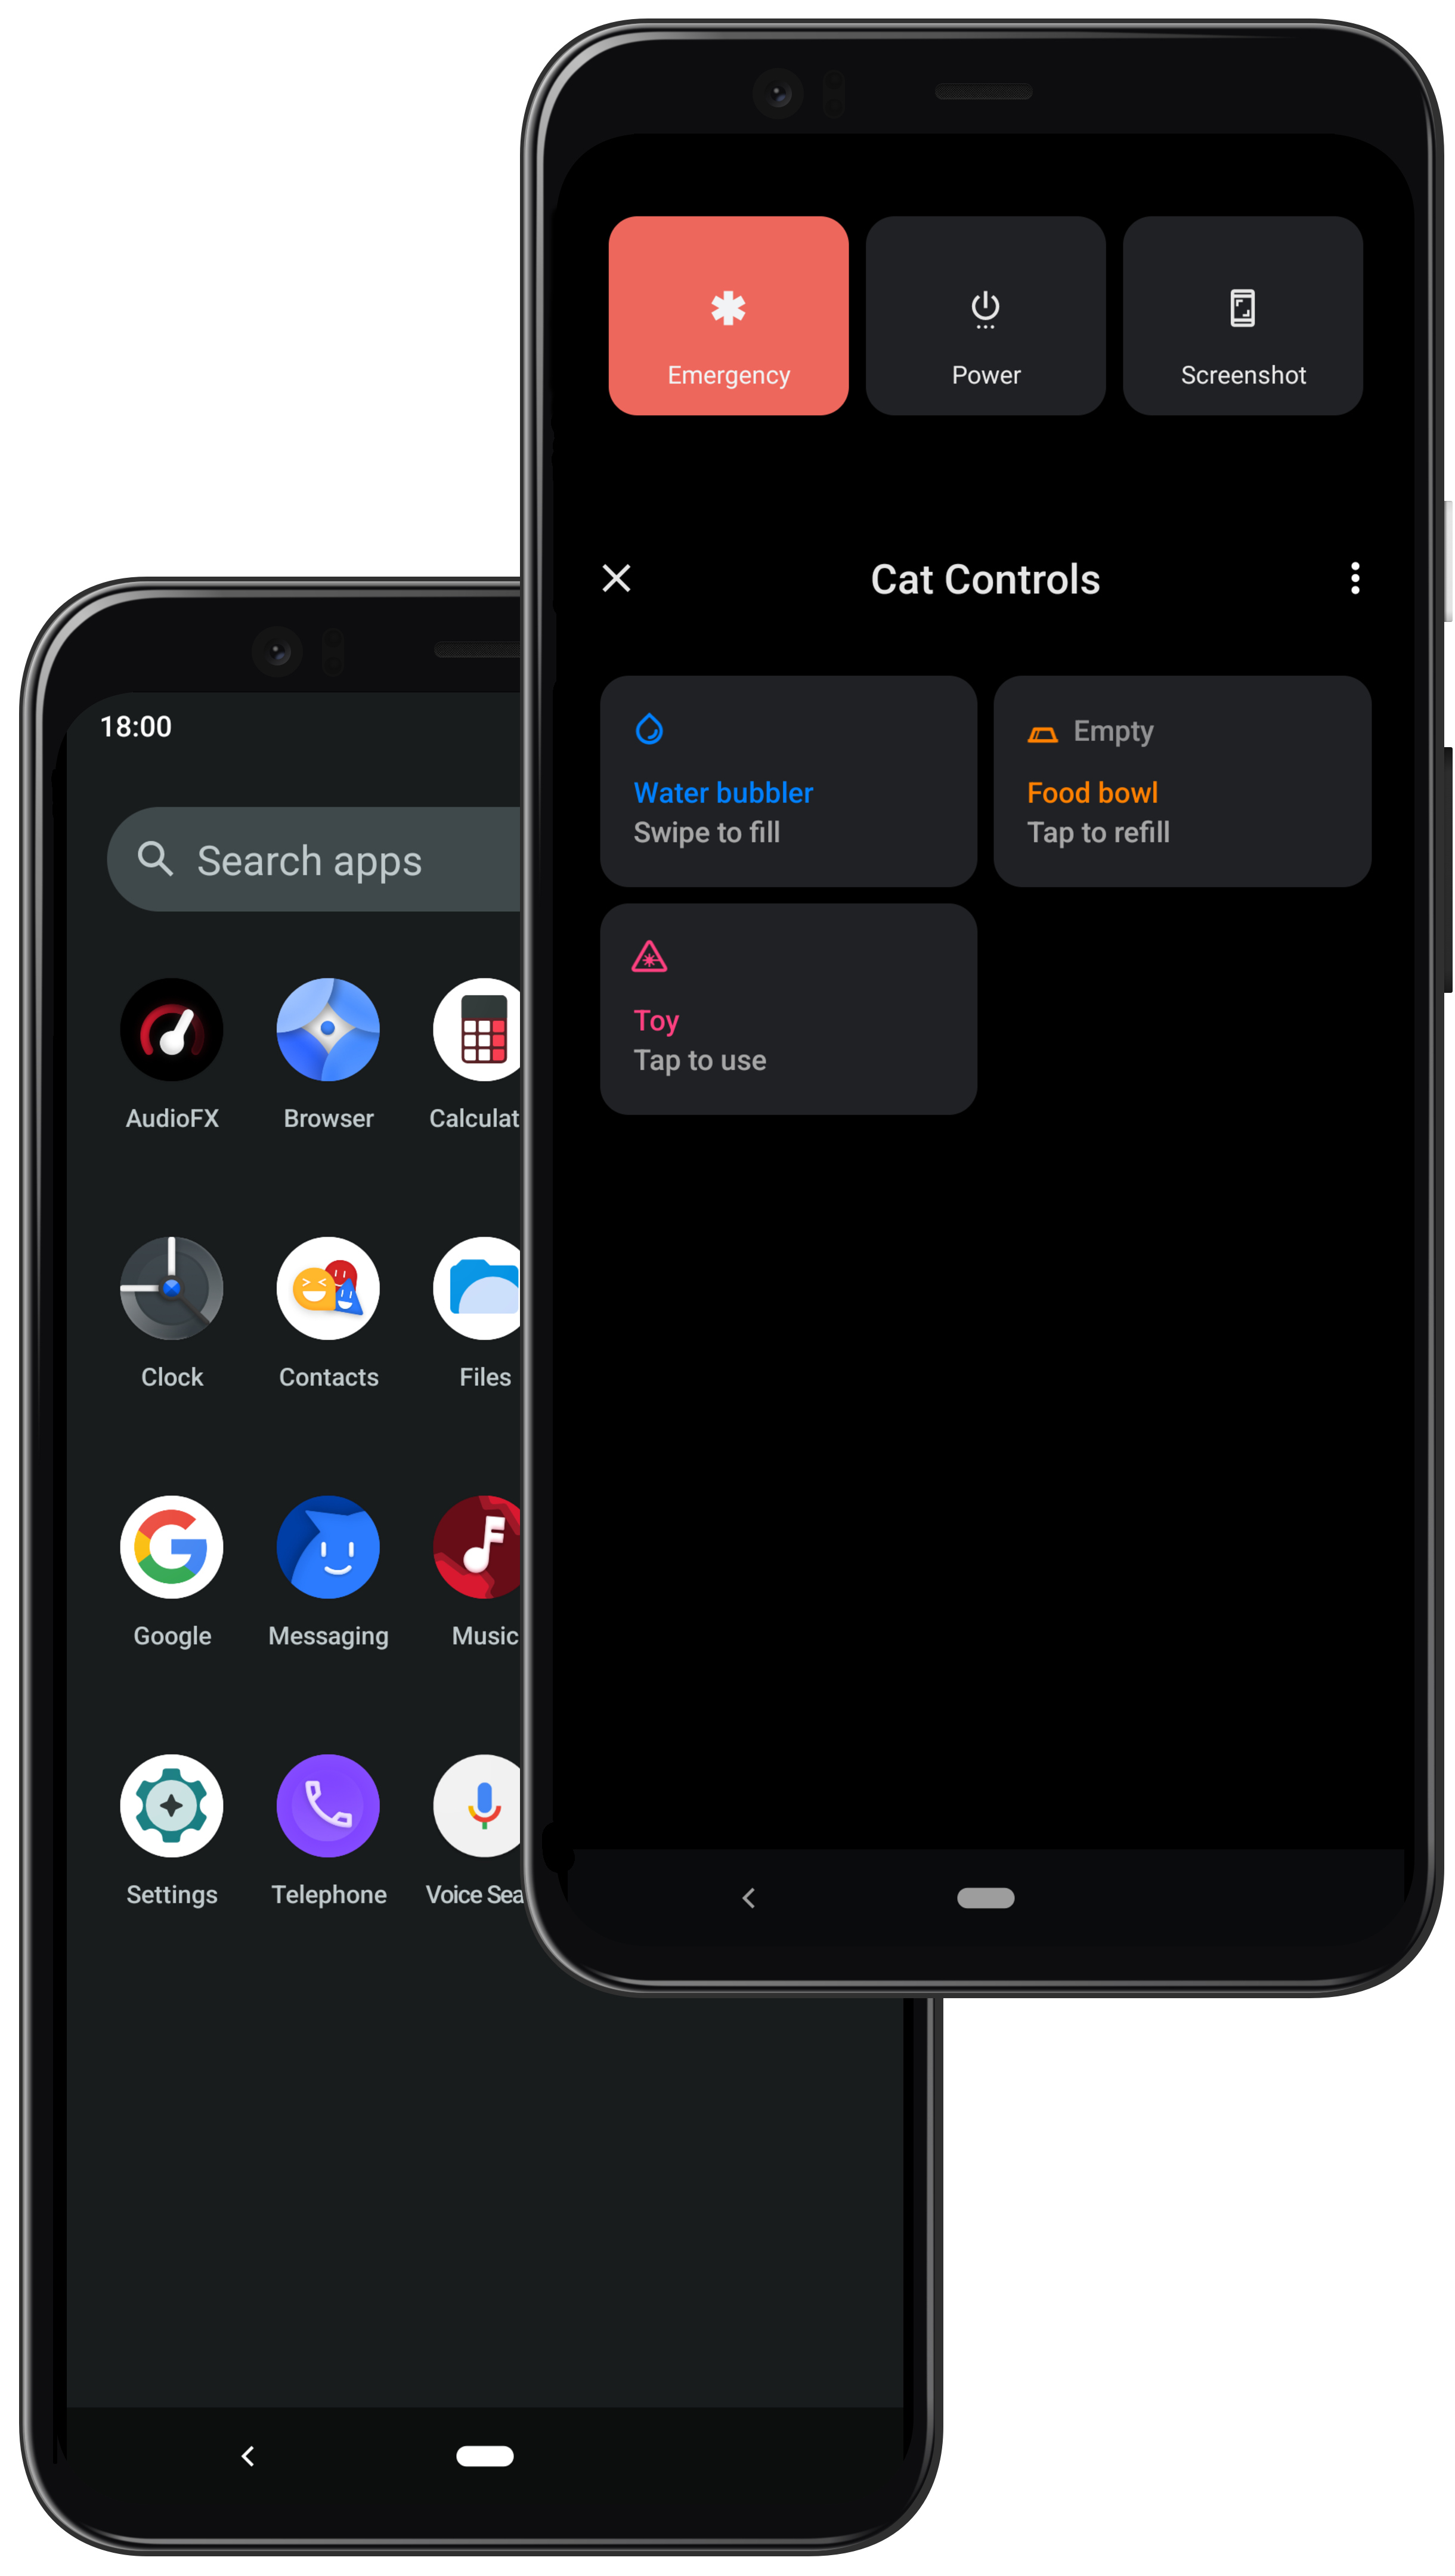 Emergency
Power
Screenshot
Cat Controls
Water bubbler
Swipe to fill
Empty
Food bowl
Tap to refill
Toy
Tap to use
18:00
Search apps
AudioFX
Browser
Calculat
Clock
Contacts
Files
Google
Messaging
Music
Settings
Telephone
Voice Sea